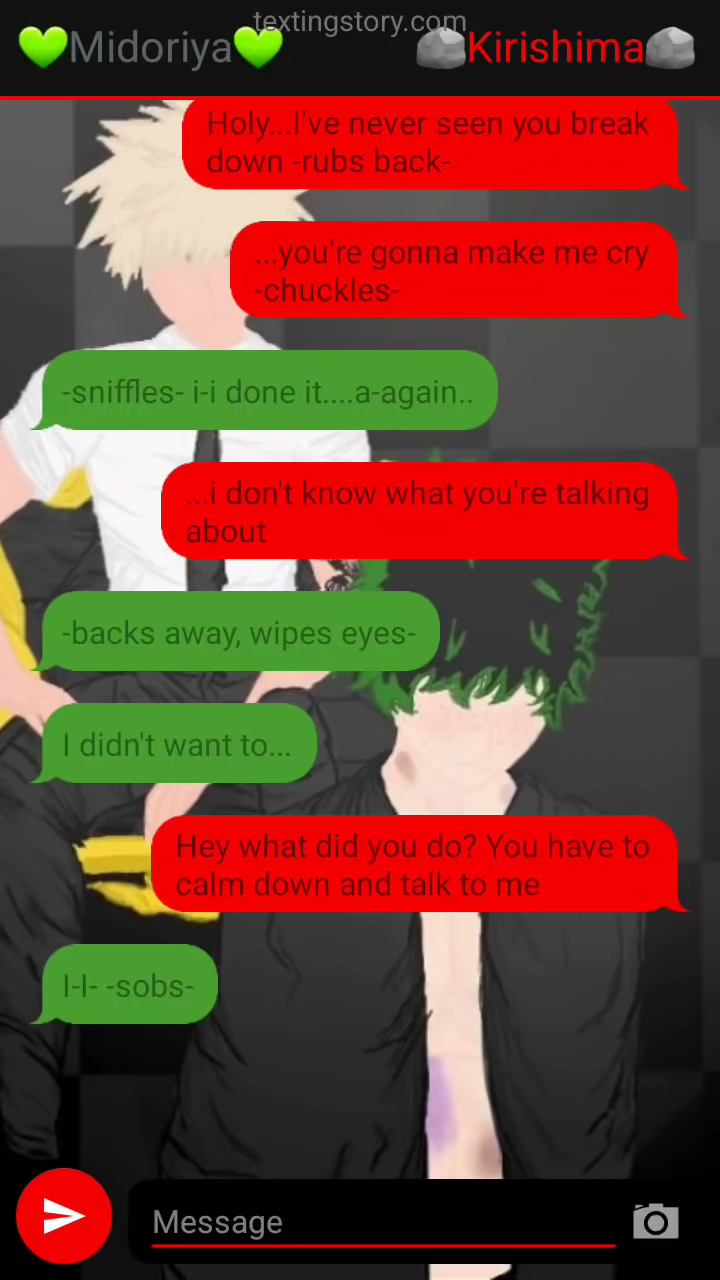 textingstory.com
💚Midoriya💚
🪨Kirishima🪨
Holy...I've never seen you break
down -rubs back-
...you're gonna make me cry
-chuckles-
-sniffles- i-i done it....a-again..
...i don't know what you're talking
about
-backs away, wipes eyes-
I didn't want to...
Hey what did you do? You have to
calm down and talk to me
I-I- -sobs-
Message